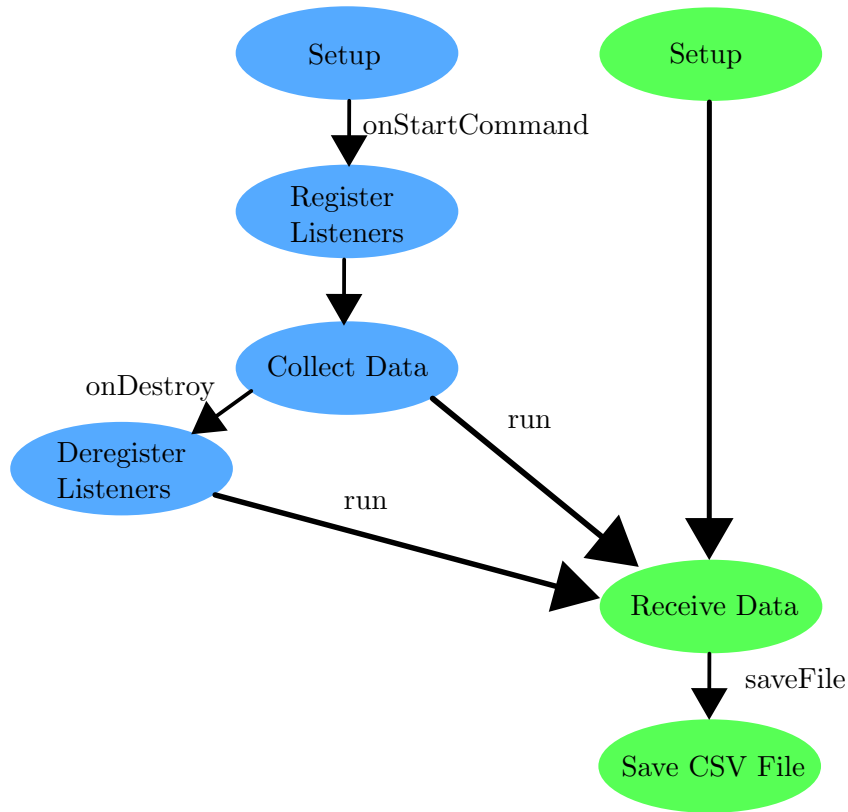 Setup
Setup
onStartCommand
Register
Listeners
Collect Data
onDestroy
run
Deregister
Listeners
run
Receive Data
saveFile
Save CSV File